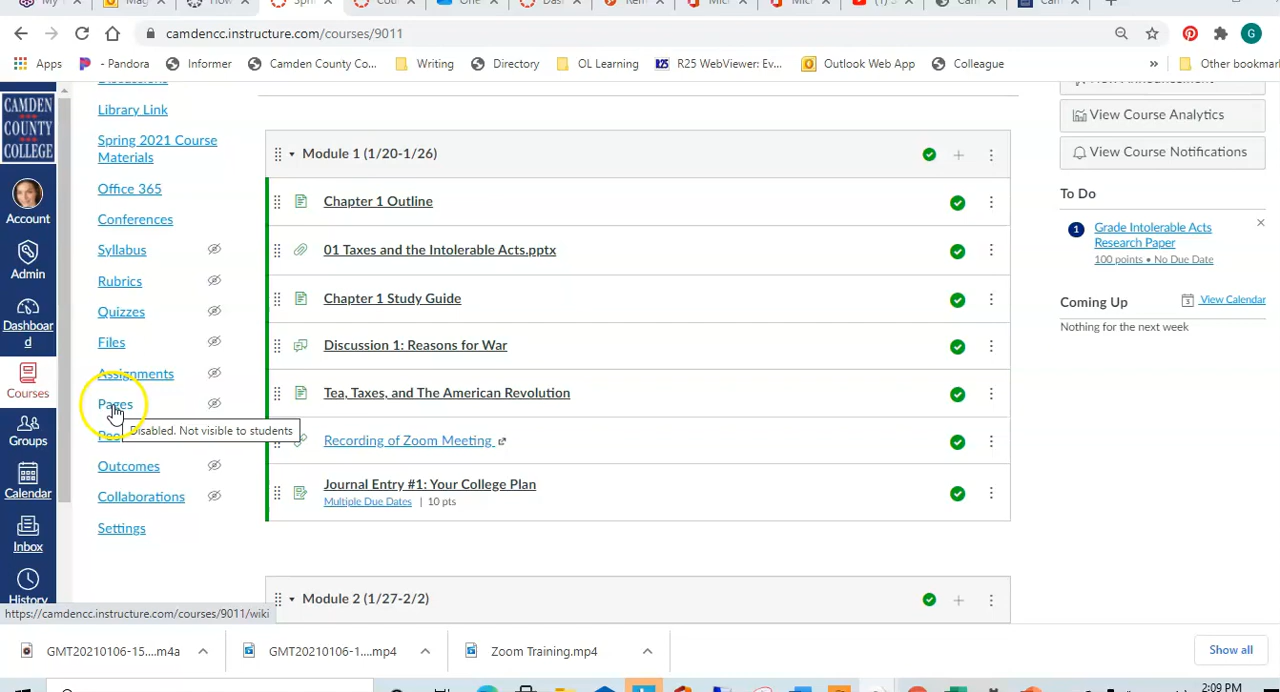 camdencc.instructure.com/courses/9011
Apps
- Pandora
Informer
Camden County Co...
Writing
Directory
OL Learning
R25 WebViewer: Ev...
Outlook Web App
Colleague
»
Other bookmar
CAMDEN
COUNTY
COLLEGE
Account
Admin
Dashboar
d
Courses
Groups
Calendar
Inbox
History
Library Link
Spring 2021 Course
Materials
Office 365
Conferences
Syllabus
Rubrics
Quizzes
Files
Assignments
Pages
Disabled. Not visible to students
Outcomes
Collaborations
Settings
https://camdencc.instructure.com/courses/9011/wiki
Module 1 (1/20-1/26)
Chapter 1 Outline
01 Taxes and the Intolerable Acts.pptx
Chapter 1 Study Guide
Discussion 1: Reasons for War
Tea, Taxes, and The American Revolution
Recording of Zoom Meeting
Journal Entry #1: Your College Plan
Multiple Due Dates | 10 pts
Module 2 (1/27-2/2)
View Course Analytics
View Course Notifications
To Do
1
Grade Intolerable Acts
Research Paper
100 points • No Due Date
Coming Up
View Calendar
Nothing for the next week
GMT20210106-15....m4a
GMT20210106-1....mp4
Zoom Training.mp4
Show all
2:09 PM